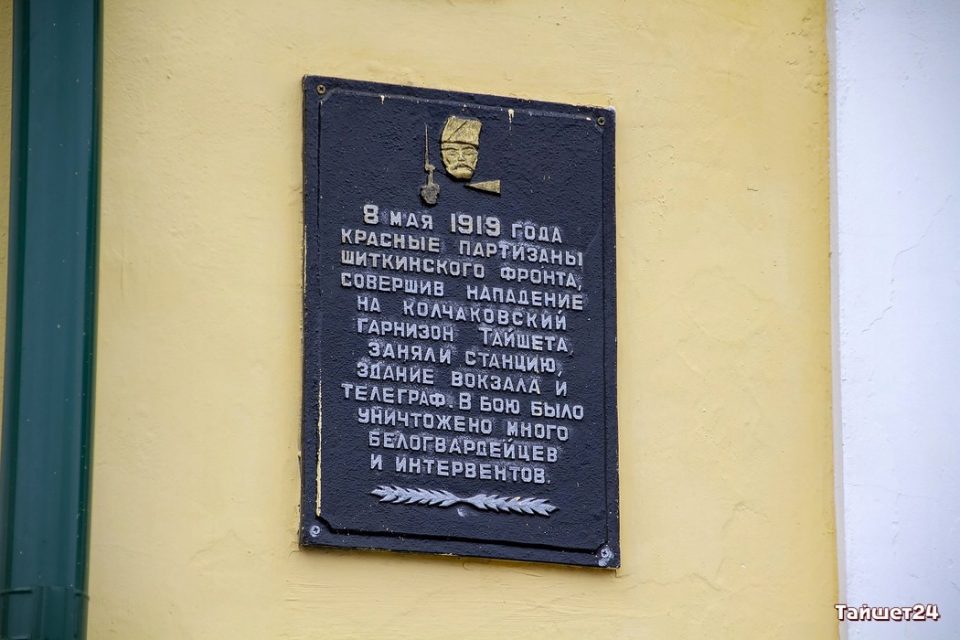 8 МАЯ 1919 ГОДА
КРАСНЫЕ ПАРТИЗАНЫ
ШИТКИНСКОГО ФРОНТА,
СОВЕРШИВ НАПАДЕНИЕ
НА КОЛЧАКОВСКИЙ
ГАРНИЗОН ТАЙШЕТА,
ЗАНЯЛИ СТАНЦИЮ,
ЗДАНИЕ ВОКЗАЛА И
ТЕЛЕГРАФ. В БОЮ БЫЛО
УНИЧТОЖЕНО МНОГО
БЕЛОГВАРДЕЙЦЕВ
И ИНТЕРВЕНТОВ.
Тайшет24